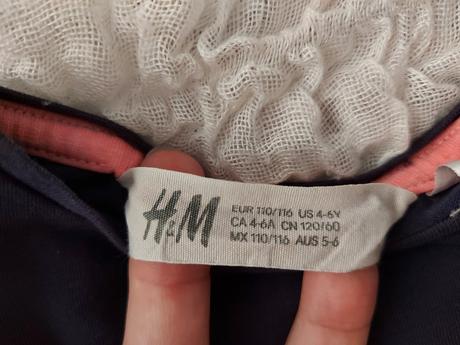 H&M
EUR 110/116 US 4-6Y
CA 4-6A CN 120/60
MX 110/116 AUS 5-6